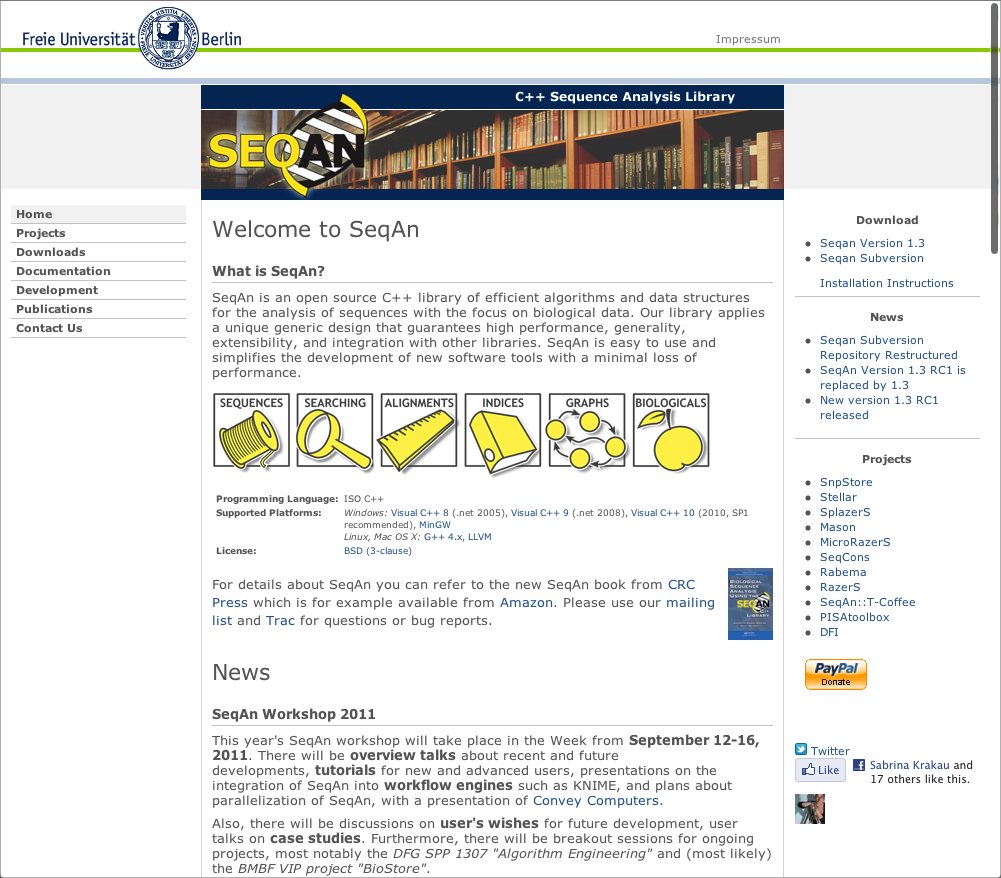 Freie Universität Berlin
Impressum
C++ Sequence Analysis Library
SEQAN
Home
Projects
Downloads
Documentation
Development
Publications
Contact Us
Welcome to SeqAn
What is SeqAn?
SeqAn is an open source C++ library of efficient algorithms and data structures
for the analysis of sequences with the focus on biological data. Our library applies
a unique generic design that guarantees high performance, generality,
extensibility, and integration with other libraries. SeqAn is easy to use and
simplifies the development of new software tools with a minimal loss of
performance.
SEQUENCES SEARCHING ALIGNMENTS INDICES GRAPHS BIOLOGICALS
Programming Language: ISO C++
Supported Platforms: Windows: Visual C++ 8 (.net 2005), Visual C++ 9 (.net 2008), Visual C++ 10 (2010, SP1
recommended), MinGW
Linux, Mac OS X: G++ 4.x, LLVM
License: BSD (3-clause)
For details about SeqAn you can refer to the new SeqAn book from CRC
Press which is for example available from Amazon. Please use our mailing
list and Trac for questions or bug reports.
BIOLOGICAL
SEQUENCE
ANALYSIS
USING THE
SEQAN
LIBRARY
News
SeqAn Workshop 2011
This year's SeqAn workshop will take place in the Week from September 12-16,
2011. There will be overview talks about recent and future
developments, tutorials for new and advanced users, presentations on the
integration of SeqAn into workflow engines such as KNIME, and plans about
parallelization of SeqAn, with a presentation of Convey Computers.
Also, there will be discussions on user's wishes for future development, user
talks on case studies. Furthermore, there will be breakout sessions for ongoing
projects, most notably the DFG SPP 1307 "Algorithm Engineering" and (most likely)
the BMBF VIP project "BioStore".
Download
Seqan Version 1.3
Seqan Subversion
Installation Instructions
News
Seqan Subversion
Repository Restructured
SeqAn Version 1.3 RC1 is
replaced by 1.3
New version 1.3 RC1
released
Projects
SnpStore
Stellar
SplazerS
Mason
MicroRazerS
SeqCons
Rabema
RazerS
SeqAn::T-Coffee
PISAtoolbox
DFI
PayPal
Donate
Twitter
Like
Sabrina Krakau and
17 others like this.